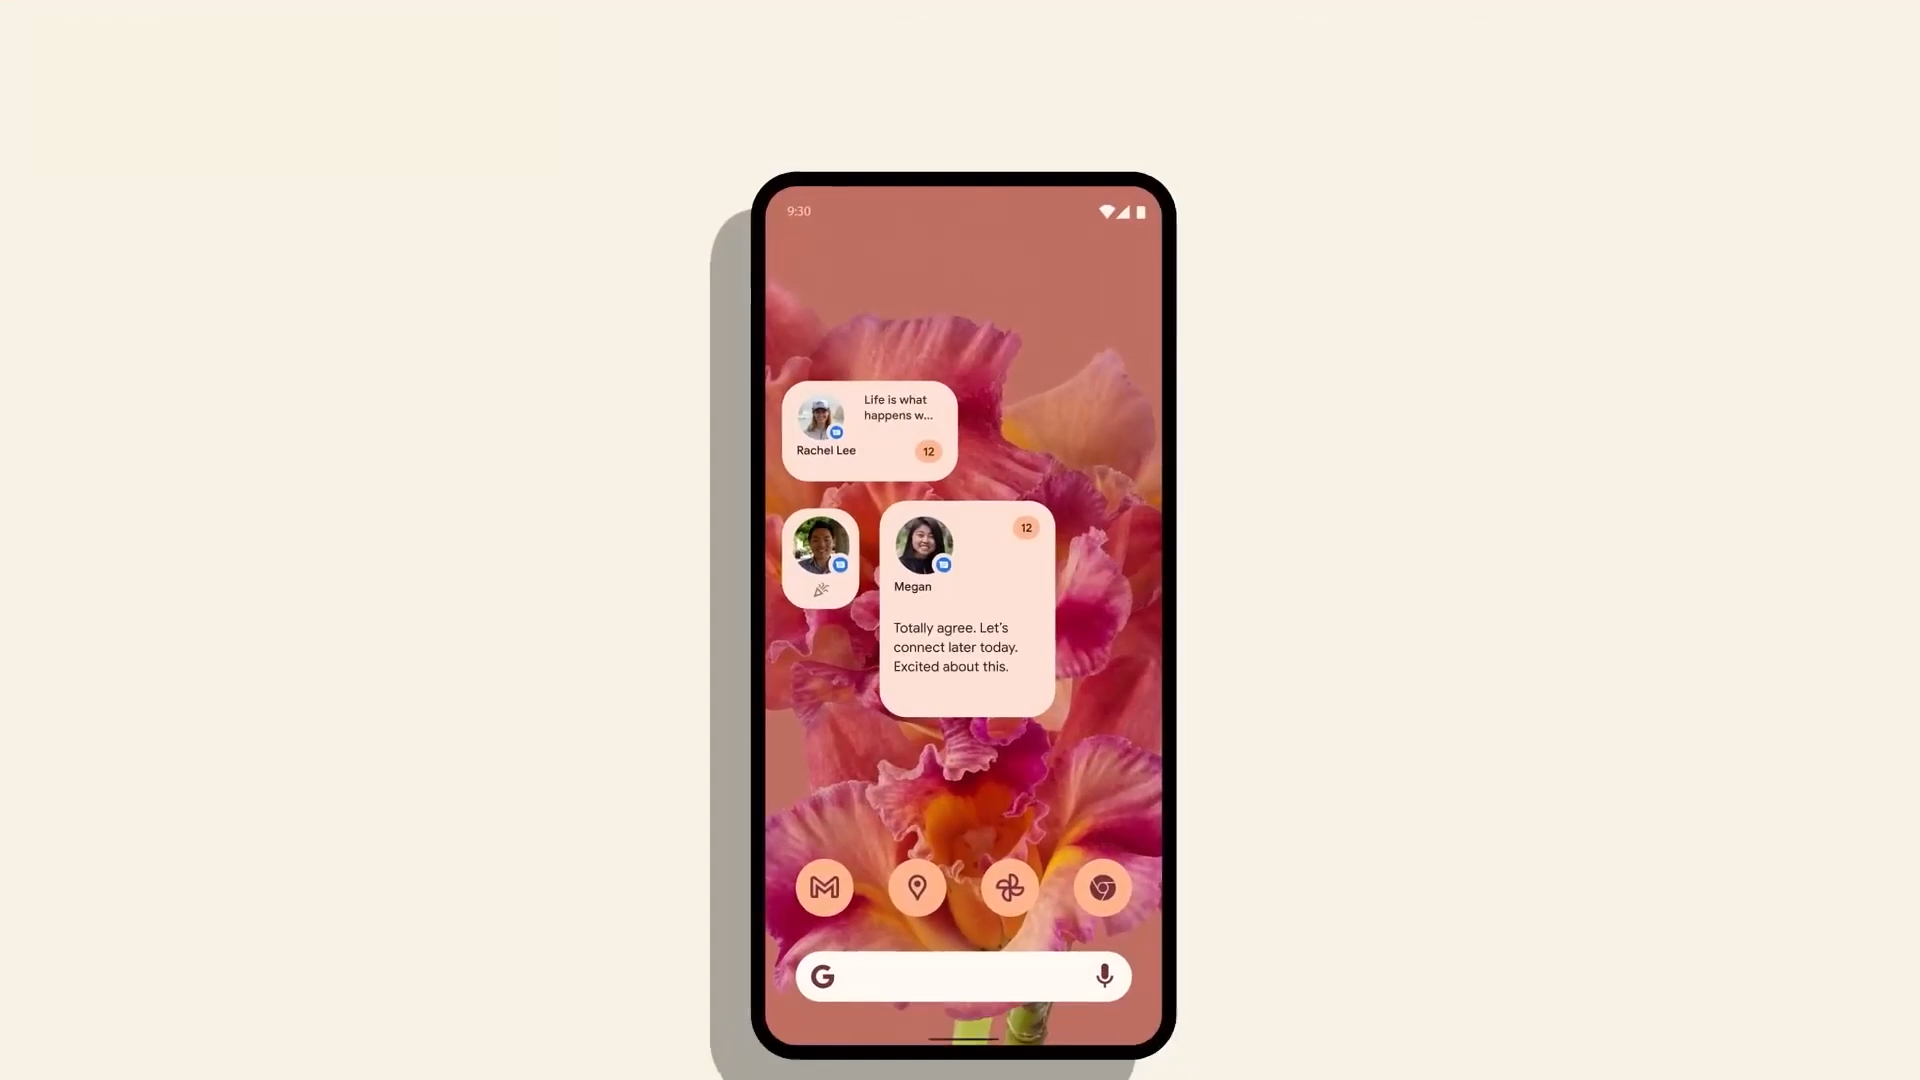 9:30
Life is what
happens w...
Rachel Lee
12
12
Megan
Totally agree. Let's
connect later today.
Excited about this.